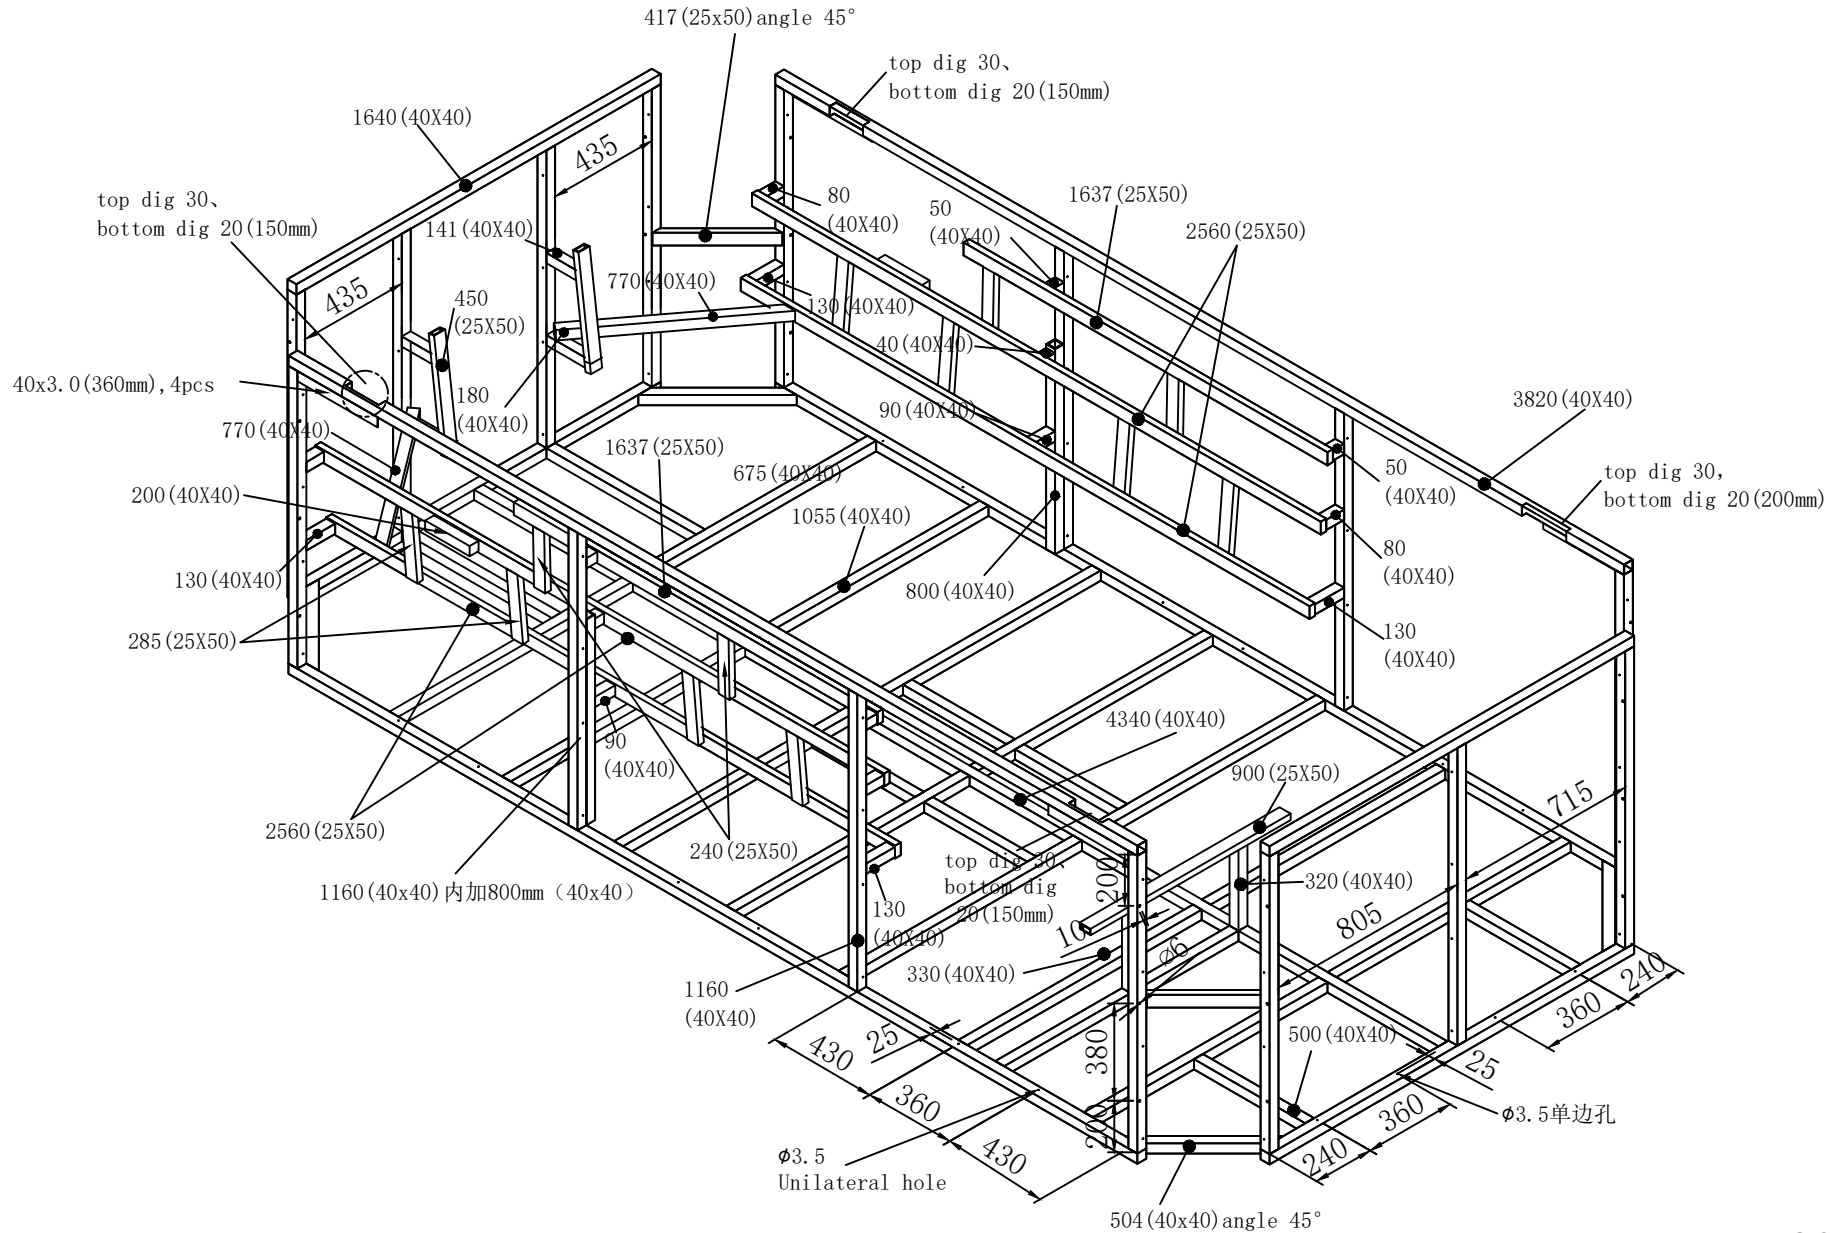 417(25x50)angle 45°
top dig 30、
bottom dig 20(150mm)
1640(40X40)
435
top dig 30、
bottom dig 20(150mm)
141(40X40)
80
(40X40)
50
(40X40)
1637(25X50)
2560(25X50)
435
450
(25X50)
770(40X40)
130(40X40)
40(40X40)
40x3.0(360mm),4pcs
180
(40X40)
90(40X40)
3820(40X40)
770(40X40)
1637(25X50)
675(40X40)
50
(40X40)
top dig 30,
bottom dig 20(200mm)
200(40X40)
1055(40X40)
80
(40X40)
130(40X40)
800(40X40)
285(25X50)
130
(40X40)
4340(40X40)
90
(40X40)
900(25X50)
715
2560(25X50)
240(25X50)
top dig 30、
bottom dig
20(150mm)
200
320(40X40)
1160(40x40)内加800mm（40x40）
130
(40X40)
10
805
ø6
330(40X40)
1160
(40X40)
240
360
25
430
380
500(40X40)
25
360
360
ø3.5单边孔
200
430
240
ø3.5
Unilateral hole
504(40x40)angle 45°